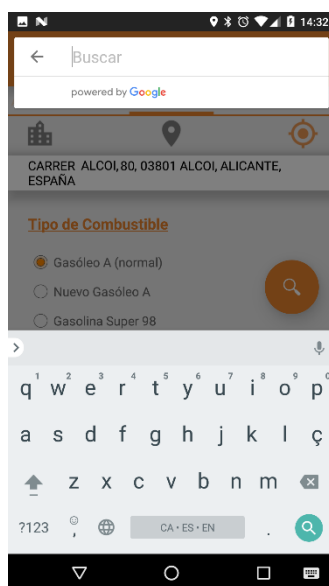 14:32
Buscar
powered by Google
CARRER ALCOI, 80, 03801 ALCOI, ALICANTE,
ESPAÑA
Tipo de Combustible
Gasóleo A (normal)
Nuevo Gasóleo A
Gasolina Super 98
q 1 w 2 e 3 r 4 t 5 y 6 u 7 i 8 o 9 p 0
a s d f g h j k l ç
z x c v b n m
?123 , CA • ES • EN .